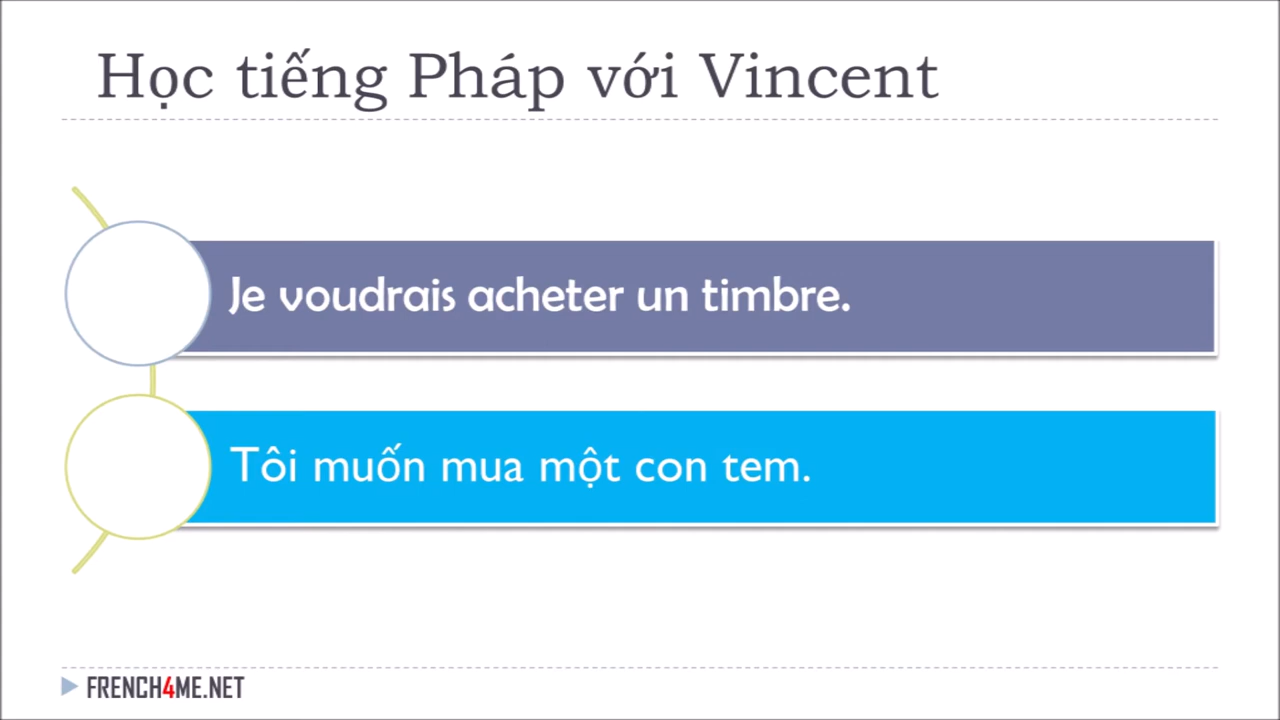 Học tiếng Pháp với Vincent
Je voudrais acheter un timbre.
Tôi muốn mua một con tem.
FRENCH4ME.NET